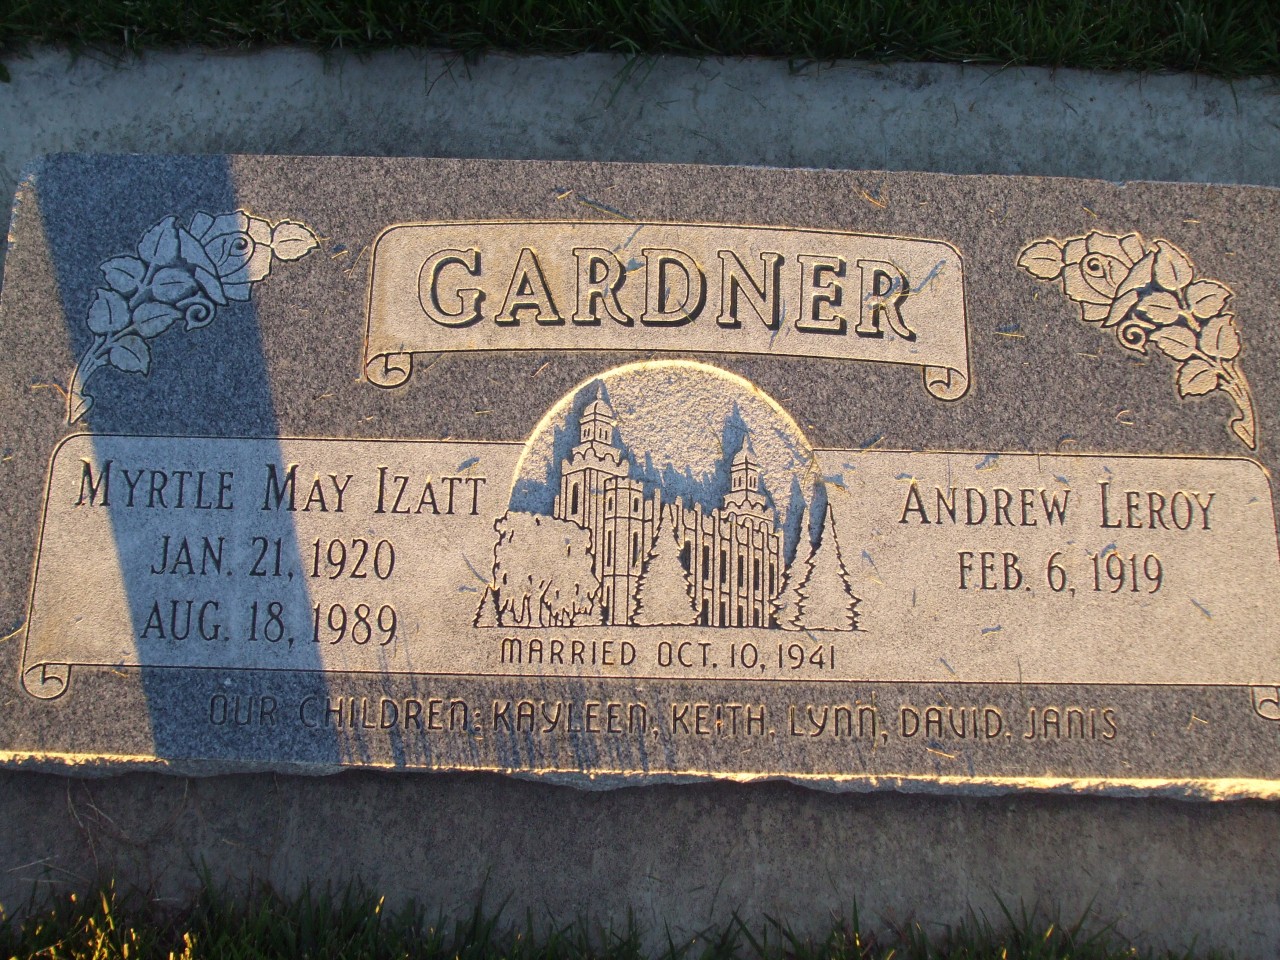 GARDNER
MYRTLE MAY IZATT
JAN. 21, 1920
AUG. 18, 1989
ANDREW LEROY
FEB. 6, 1919
MARRIED OCT. 10, 1941
OUR CHILDREN: KAYLEEN, KEITH, LYNN, DAVID, JANIS